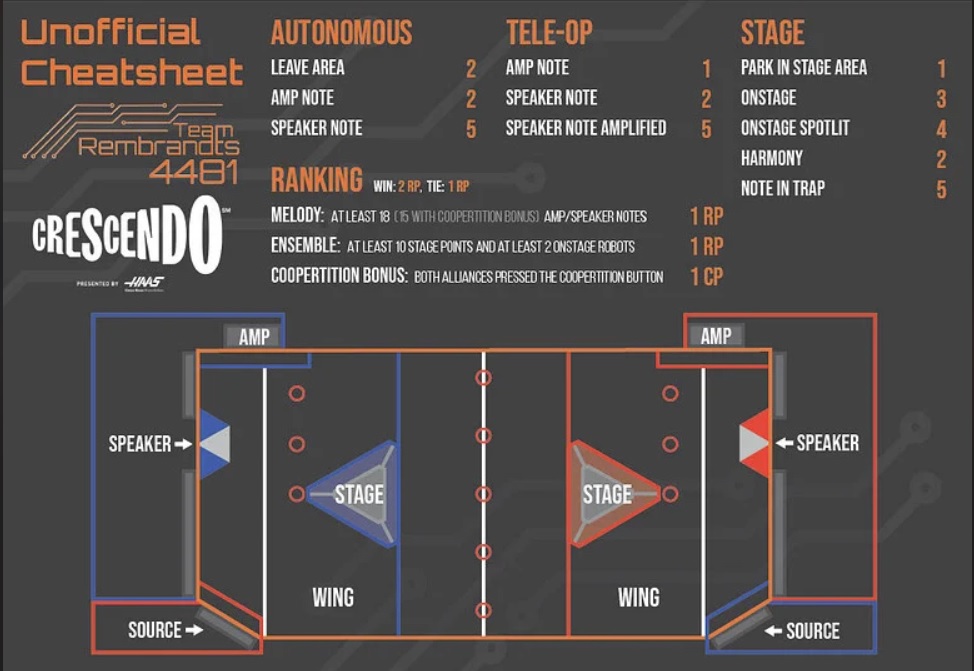 Unofficial
Cheatsheet
Team
Rembrandts
4481
CRESCENDO℠
PRESENTED BY HAAS
AUTONOMOUS
LEAVE AREA 2
AMP NOTE 2
SPEAKER NOTE 5
TELE-OP
AMP NOTE 1
SPEAKER NOTE 2
SPEAKER NOTE AMPLIFIED 5
STAGE
PARK IN STAGE AREA 1
ONSTAGE 3
ONSTAGE SPOTLIT 4
HARMONY 2
NOTE IN TRAP 5
RANKING WIN: 2 RP, TIE: 1 RP
MELODY: AT LEAST 18 (15 WITH COOPERTITION BONUS) AMP/SPEAKER NOTES 1 RP
ENSEMBLE: AT LEAST 10 STAGE POINTS AND AT LEAST 2 ONSTAGE ROBOTS 1 RP
COOPERTITION BONUS: BOTH ALLIANCES PRESSED THE COOPERTITION BUTTON 1 CP
AMP AMP
SPEAKER SPEAKER
STAGE STAGE
WING WING
SOURCE SOURCE